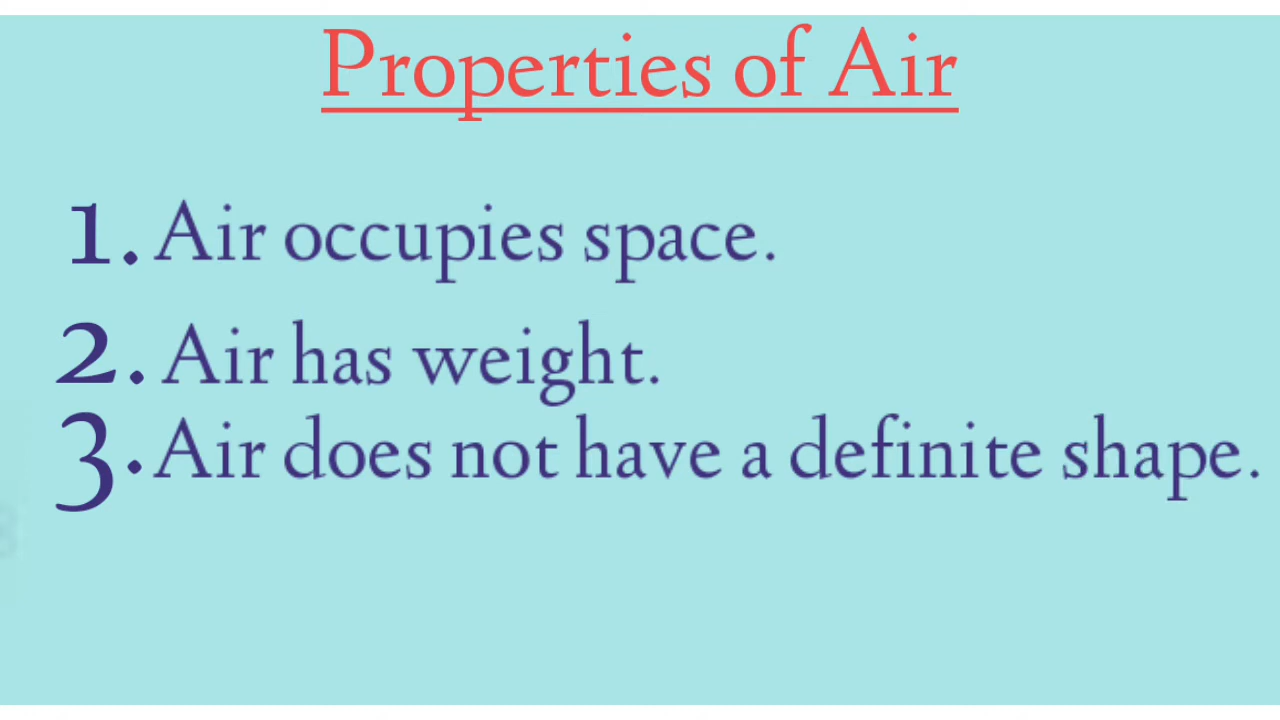 Properties of Air
1. Air occupies space.
2. Air has weight.
3. Air does not have a definite shape.